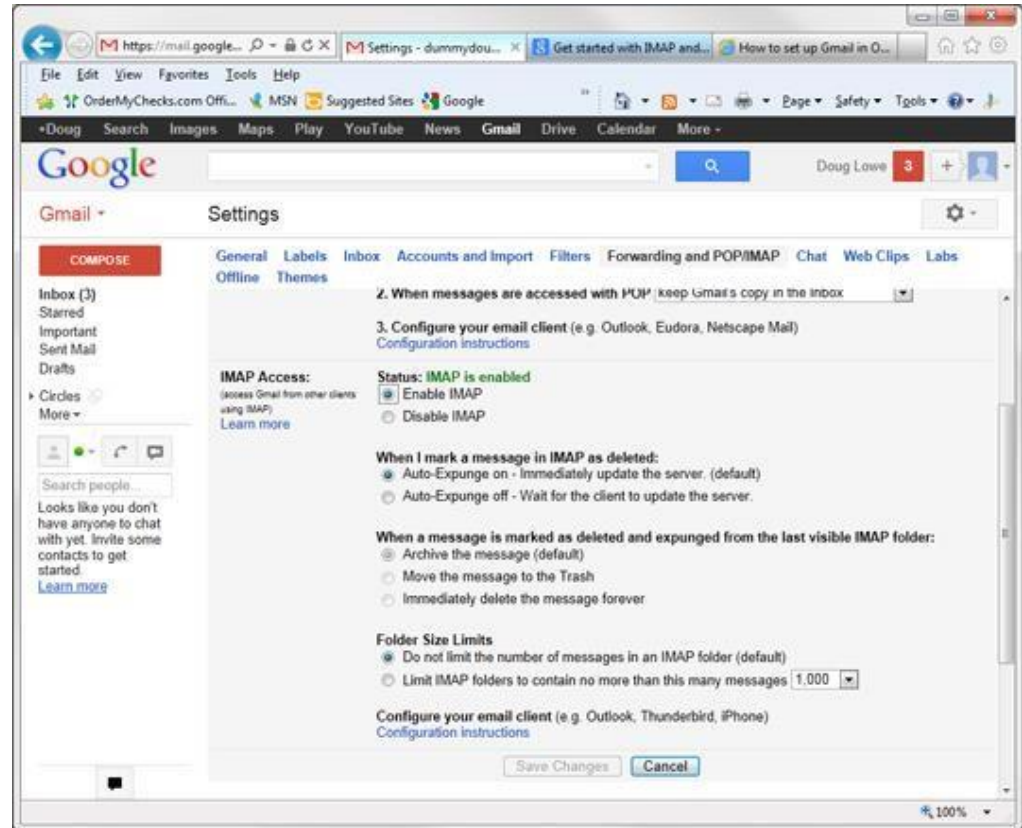 https://mail.google...
Settings - dummydou...
Get started with IMAP and...
How to set up Gmail in O...
File Edit View Favorites Tools Help
OrderMyChecks.com Offi... MSN Suggested Sites Google
Page Safety Tools
+Doug Search Images Maps Play YouTube News Gmail Drive Calendar More
Google
Doug Lowe 3 +
Gmail
Settings
COMPOSE
Inbox (3)
Starred
Important
Sent Mail
Drafts
Circles
More
Search people...
Looks like you don't
have anyone to chat
with yet. Invite some
contacts to get
started.
Learn more
General Labels Inbox Accounts and Import Filters Forwarding and POP/IMAP Chat Web Clips Labs
Offline Themes
2. When messages are accessed with POP keep Gmail's copy in the Inbox
3. Configure your email client (e.g. Outlook, Eudora, Netscape Mail)
Configuration instructions
IMAP Access:
(access Gmail from other clients
using IMAP)
Learn more
Status: IMAP is enabled
Enable IMAP
Disable IMAP
When I mark a message in IMAP as deleted:
Auto-Expunge on - Immediately update the server. (default)
Auto-Expunge off - Wait for the client to update the server.
When a message is marked as deleted and expunged from the last visible IMAP folder:
Archive the message (default)
Move the message to the Trash
Immediately delete the message forever
Folder Size Limits
Do not limit the number of messages in an IMAP folder (default)
Limit IMAP folders to contain no more than this many messages 1,000
Configure your email client (e.g. Outlook, Thunderbird, iPhone)
Configuration instructions
Save Changes Cancel
100%